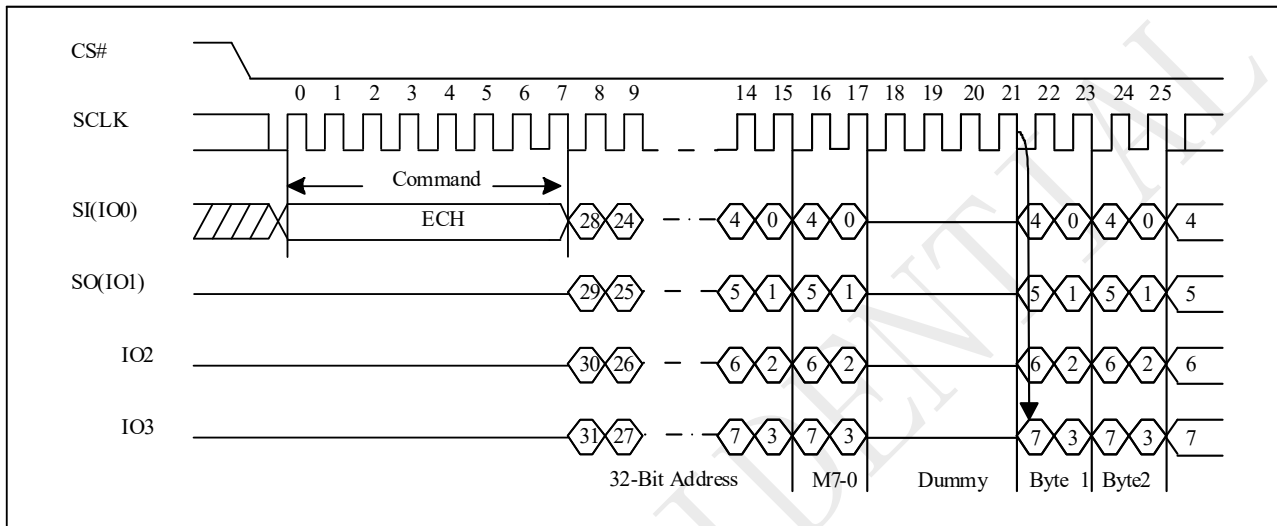 CS#
0 1 2 3 4 5 6 7 8 9 14 15 16 17 18 19 20 21 22 23 24 25
SCLK
Command
SI(IO0) ECH 28 24 4 0 4 0 4 0 4 0 4
SO(IO1) 29 25 5 1 5 1 5 1 5 1 5
IO2 30 26 6 2 6 2 6 2 6 2 6
IO3 31 27 7 3 7 3 7 3 7 3 7
32-Bit Address M7-0 Dummy Byte 1 Byte2
IDENTIAL